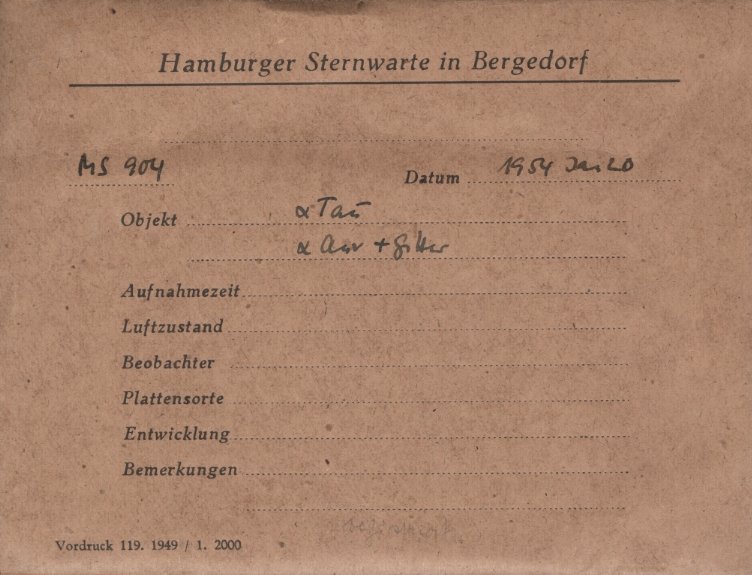 Hamburger Sternwarte in Bergedorf
MS 904 Datum 1954 Jan 20
Objekt α Tau
α Aur + Gitter
Aufnahmezeit
Luftzustand
Beobachter
Plattensorte
Entwicklung
Bemerkungen
Vordruck 119. 1949 / 1. 2000